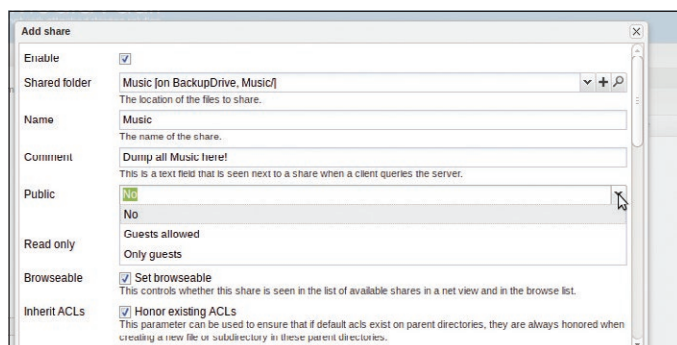 Add share
Enable
Shared folder
Music [on BackupDrive, Music/]
The location of the files to share.
Name
Music
The name of the share.
Comment
Dump all Music here!
This is a text field that is seen next to a share when a client queries the server.
Public
No
No
Guests allowed
Read only
Only guests
Browseable
Set browseable
This controls whether this share is seen in the list of available shares in a net view and in the browse list.
Inherit ACLs
Honor existing ACLs
This parameter can be used to ensure that if default acls exist on parent directories, they are always honored when
creating a new file or subdirectory in these parent directories.